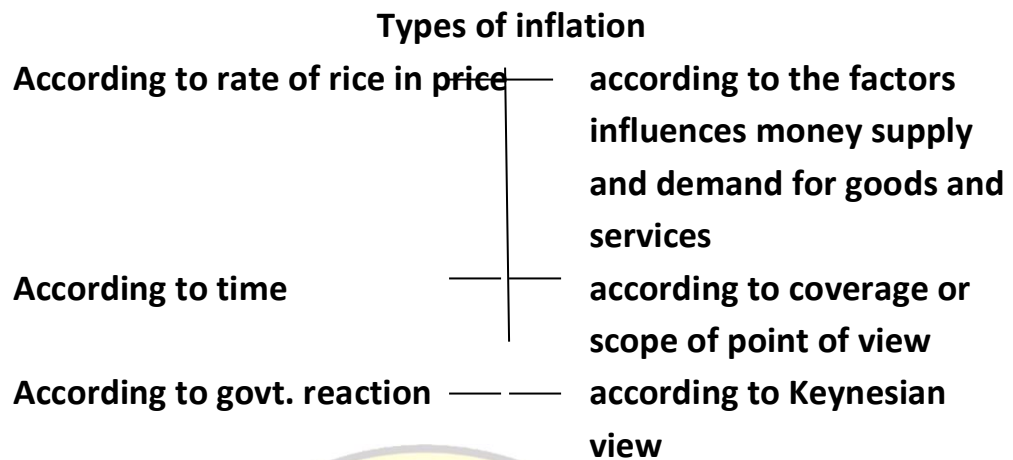 Types of inflation
According to rate of rice in price
according to the factors
influences money supply
and demand for goods and
services
According to time
according to coverage or
scope of point of view
According to govt. reaction
according to Keynesian
view